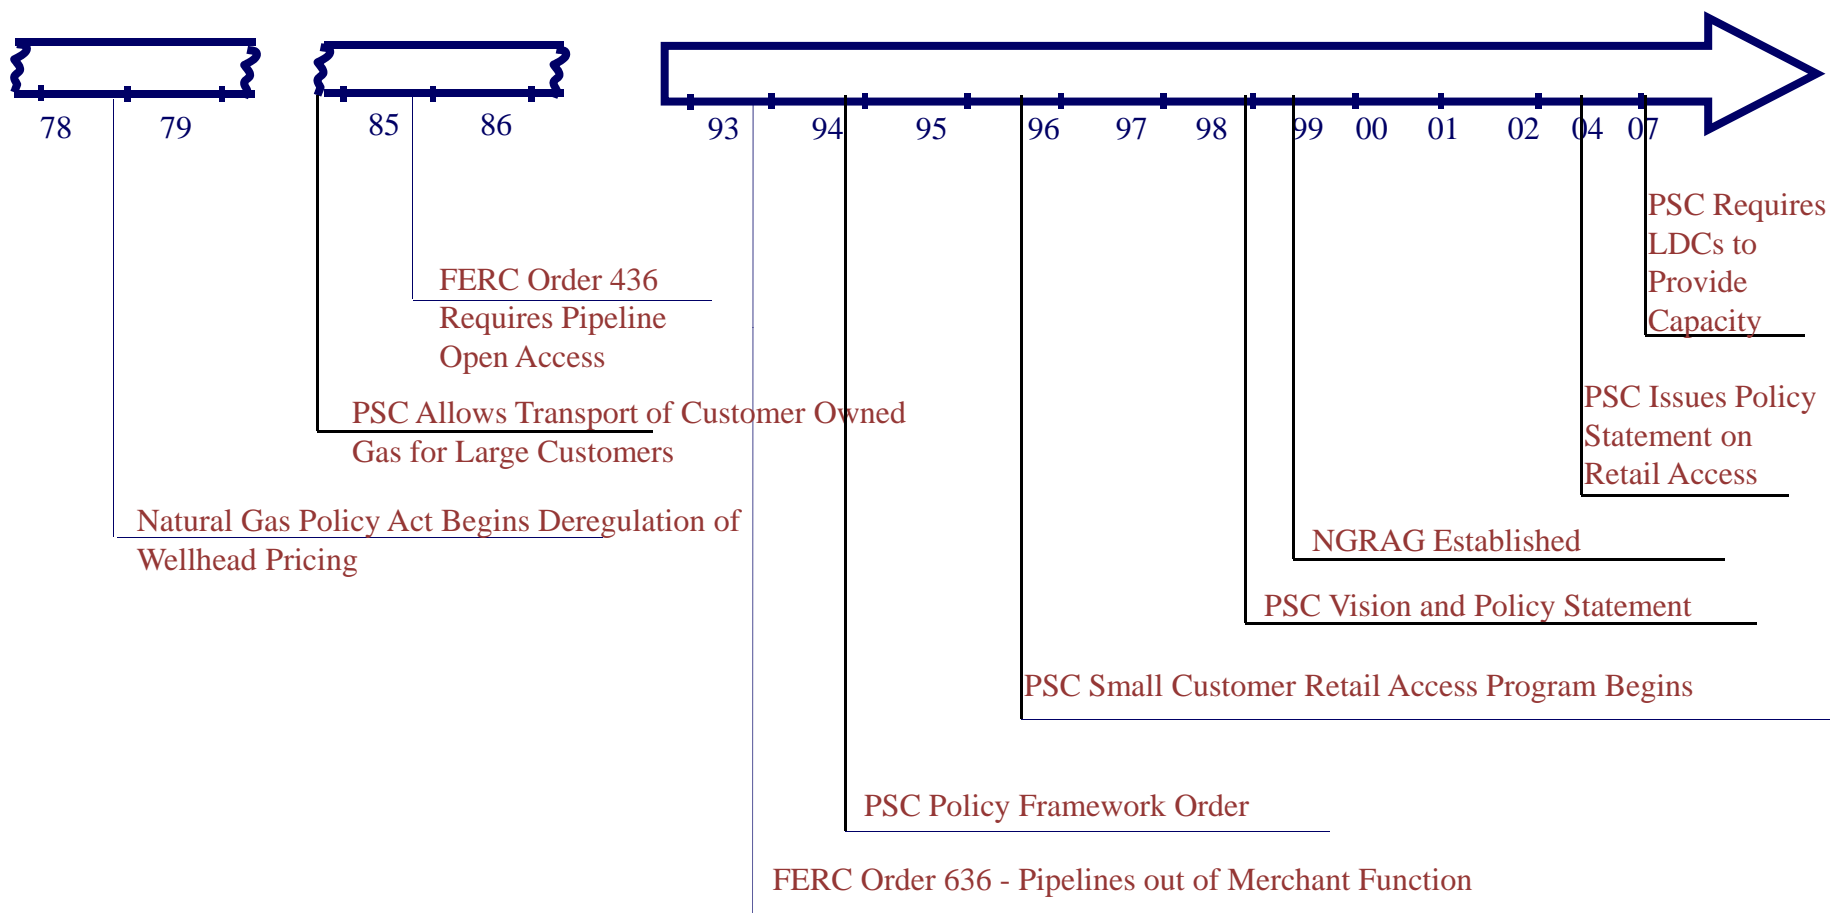 78 79 85 86 93 94 95 96 97 98 99 00 01 02 04 07
PSC Requires
LDCs to
Provide
Capacity
FERC Order 436
Requires Pipeline
Open Access
PSC Issues Policy
Statement on
Retail Access
PSC Allows Transport of Customer Owned
Gas for Large Customers
Natural Gas Policy Act Begins Deregulation of
Wellhead Pricing
NGRAG Established
PSC Vision and Policy Statement
PSC Small Customer Retail Access Program Begins
PSC Policy Framework Order
FERC Order 636 - Pipelines out of Merchant Function